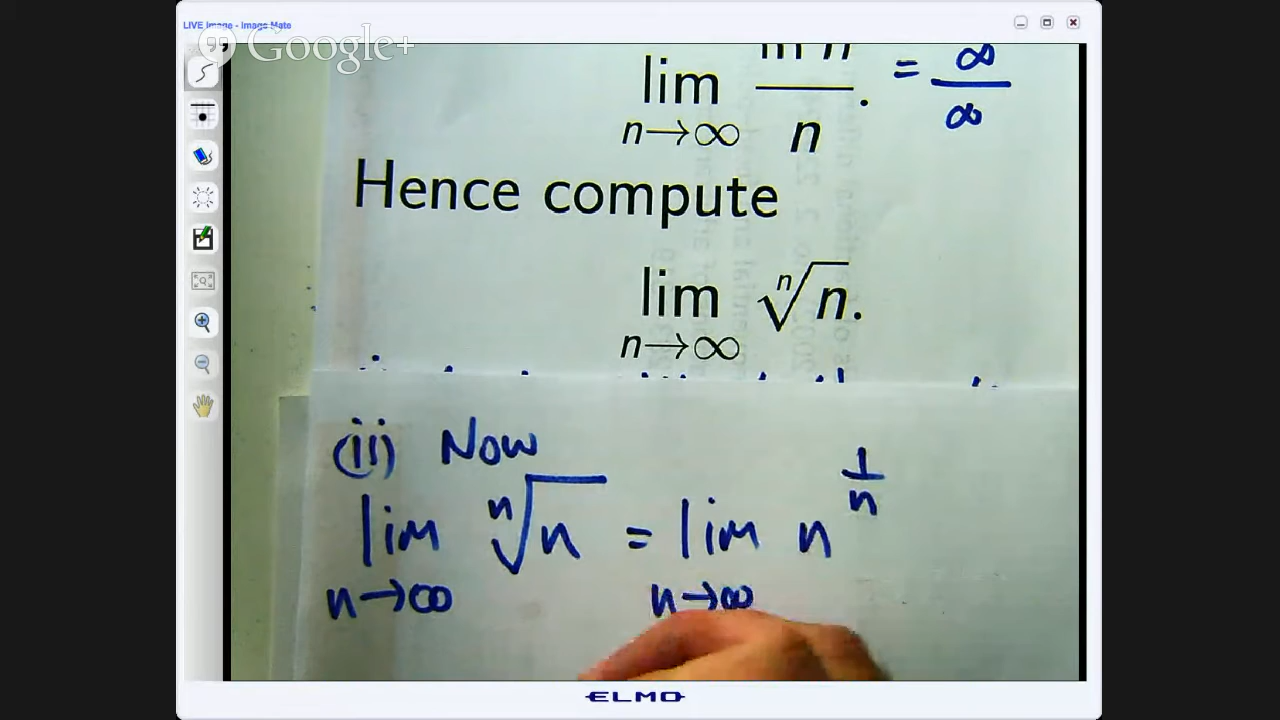 LIVE Image - Image Mate
Google+
lim n→∞ ln n / n. = ∞/∞
Hence compute
lim n→∞ ⁿ√n.
(ii) Now
lim n→∞ ⁿ√n = lim n→∞ n^(1/n)
ELMO